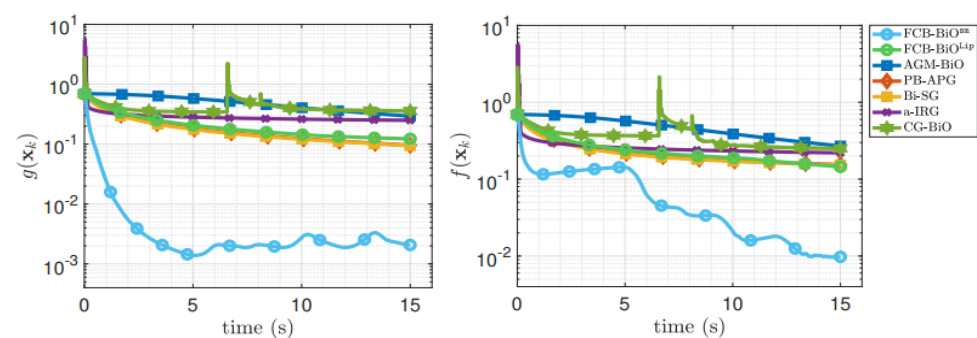 10^1
10^0
10^-1
10^-2
10^-3
g(x_k)
0 5 10 15
time (s)
10^1
10^0
10^-1
10^-2
f(x_k)
0 5 10 15
time (s)
FCB-BiO^sm
FCB-BiO^Lip
AGM-BiO
PB-APG
Bi-SG
a-IRG
CG-BiO